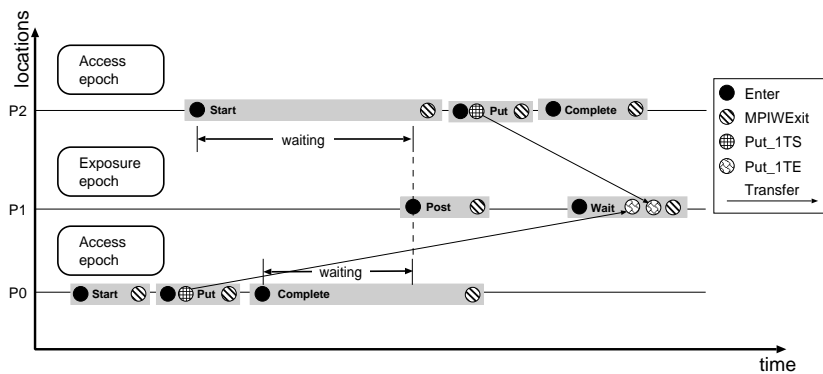 locations
Access
epoch
P2
Start
Put
Complete
waiting
Exposure
epoch
P1
Post
Wait
Access
epoch
waiting
P0
Start
Put
Complete
time
Enter
MPIWExit
Put_1TS
Put_1TE
Transfer